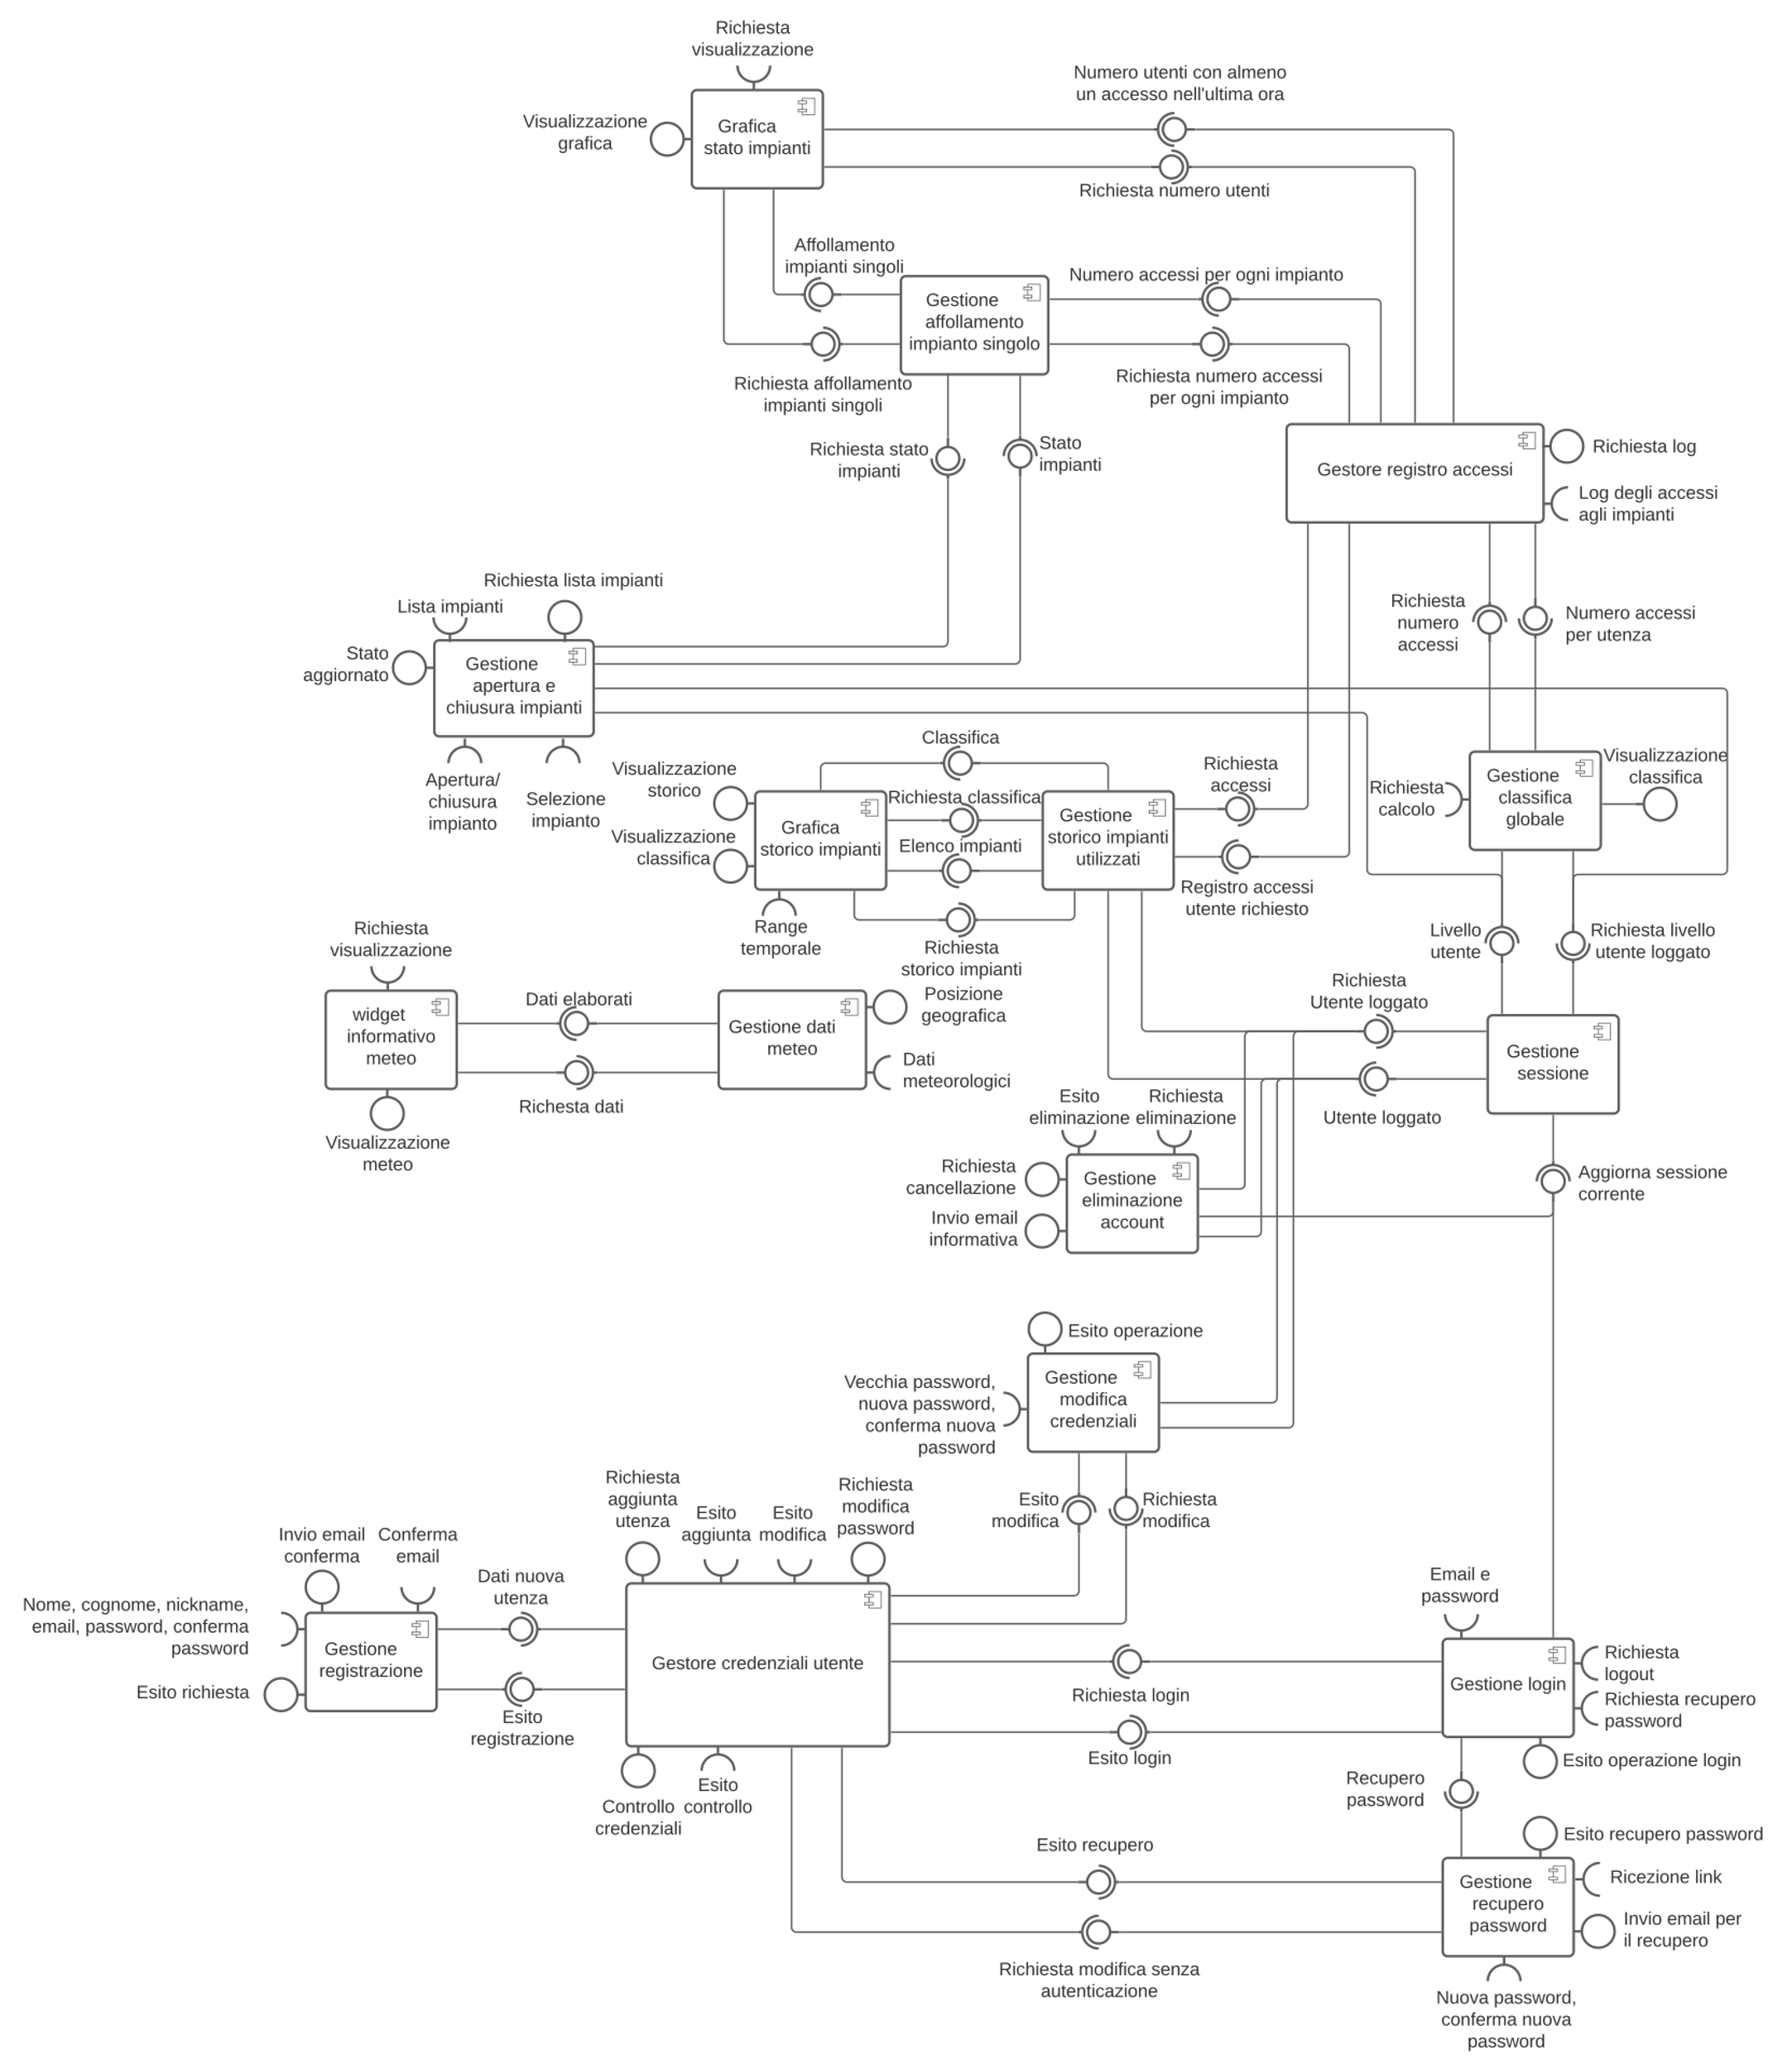 Richiesta
visualizzazione
Numero utenti con almeno
un accesso nell'ultima ora
Visualizzazione
grafica
Grafica
stato impianti
Richiesta numero utenti
Affollamento
impianti singoli
Numero accessi per ogni impianto
Gestione
affollamento
impianto singolo
Richiesta affollamento
impianti singoli
Richiesta numero accessi
per ogni impianto
Richiesta stato
impianti
Stato
impianti
Gestore registro accessi
Richiesta log
Log degli accessi
agli impianti
Richiesta lista impianti
Lista impianti
Stato
aggiornato
Gestione
apertura e
chiusura impianti
Richiesta
numero
accessi
Numero accessi
per utenza
Apertura/
chiusura
impianto
Selezione
impianto
Visualizzazione
storico
Visualizzazione
classifica
Classifica
Richiesta classifica
Elenco impianti
Grafica
storico impianti
Gestione
storico impianti
utilizzati
Richiesta
accessi
Registro accessi
utente richiesto
Richiesta
calcolo
Gestione
classifica
globale
Visualizzazione
classifica
Range
temporale
Richiesta
storico impianti
Livello
utente
Richiesta livello
utente loggato
Richiesta
visualizzazione
widget
informativo
meteo
Dati elaborati
Richesta dati
Gestione dati
meteo
Posizione
geografica
Dati
meteorologici
Visualizzazione
meteo
Richiesta
Utente loggato
Utente loggato
Gestione
sessione
Esito
eliminazione
Richiesta
eliminazione
Richiesta
cancellazione
Invio email
informativa
Gestione
eliminazione
account
Aggiorna sessione
corrente
Esito operazione
Vecchia password,
nuova password,
conferma nuova
password
Gestione
modifica
credenziali
Esito
modifica
Richiesta
modifica
Richiesta
aggiunta
utenza
Esito
aggiunta
Esito
modifica
Richiesta
modifica
password
Invio email
conferma
Conferma
email
Nome, cognome, nickname,
email, password, conferma
password
Esito richiesta
Gestione
registrazione
Dati nuova
utenza
Esito
registrazione
Gestore credenziali utente
Controllo
credenziali
Esito
controllo
Richiesta login
Esito login
Email e
password
Gestione login
Richiesta
logout
Richiesta recupero
password
Esito operazione login
Recupero
password
Esito recupero
Richiesta modifica senza
autenticazione
Esito recupero password
Gestione
recupero
password
Ricezione link
Invio email per
il recupero
Nuova password,
conferma nuova
password